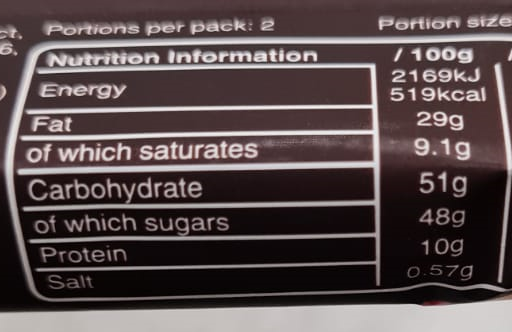 ct. Portions per pack: 2 Portion size
6,
Nutrition Information / 100g
Energy 2169kJ
519kcal
Fat 29g
of which saturates 9.1g
Carbohydrate 51g
of which sugars 48g
Protein 10g
Salt 0.57g